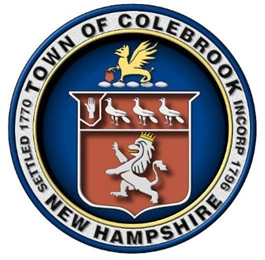 TOWN OF COLEBROOK
SETTLED 1770
INCORP 1796
NEW HAMPSHIRE